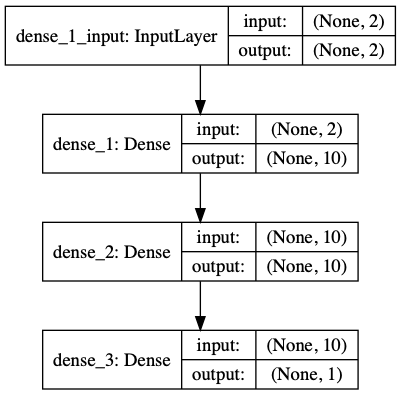 dense_1_input: InputLayer
input: (None, 2)
output: (None, 2)
dense_1: Dense
input: (None, 2)
output: (None, 10)
dense_2: Dense
input: (None, 10)
output: (None, 10)
dense_3: Dense
input: (None, 10)
output: (None, 1)